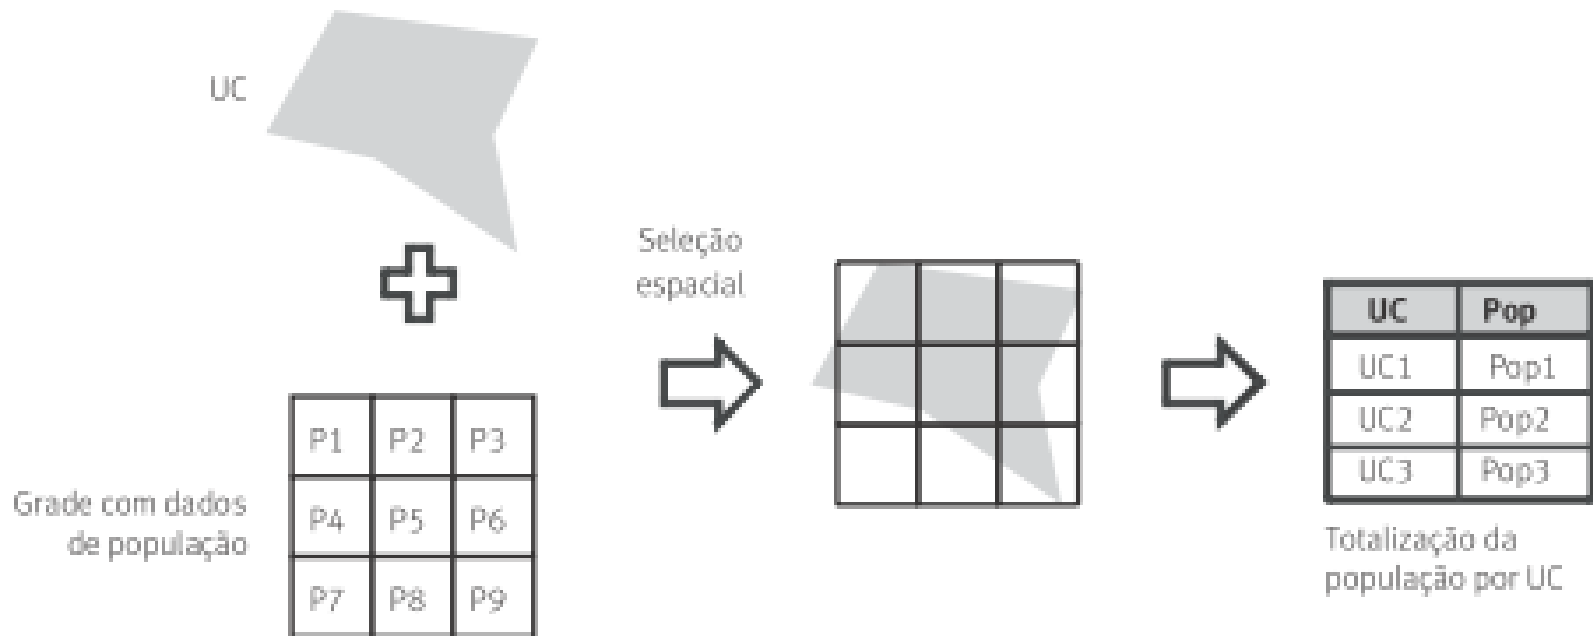 UC
Grade com dados
de população
P1 P2 P3
P4 P5 P6
P7 P8 P9
Seleção
espacial
UC Pop
UC1 Pop1
UC2 Pop2
UC3 Pop3
Totalização da
população por UC